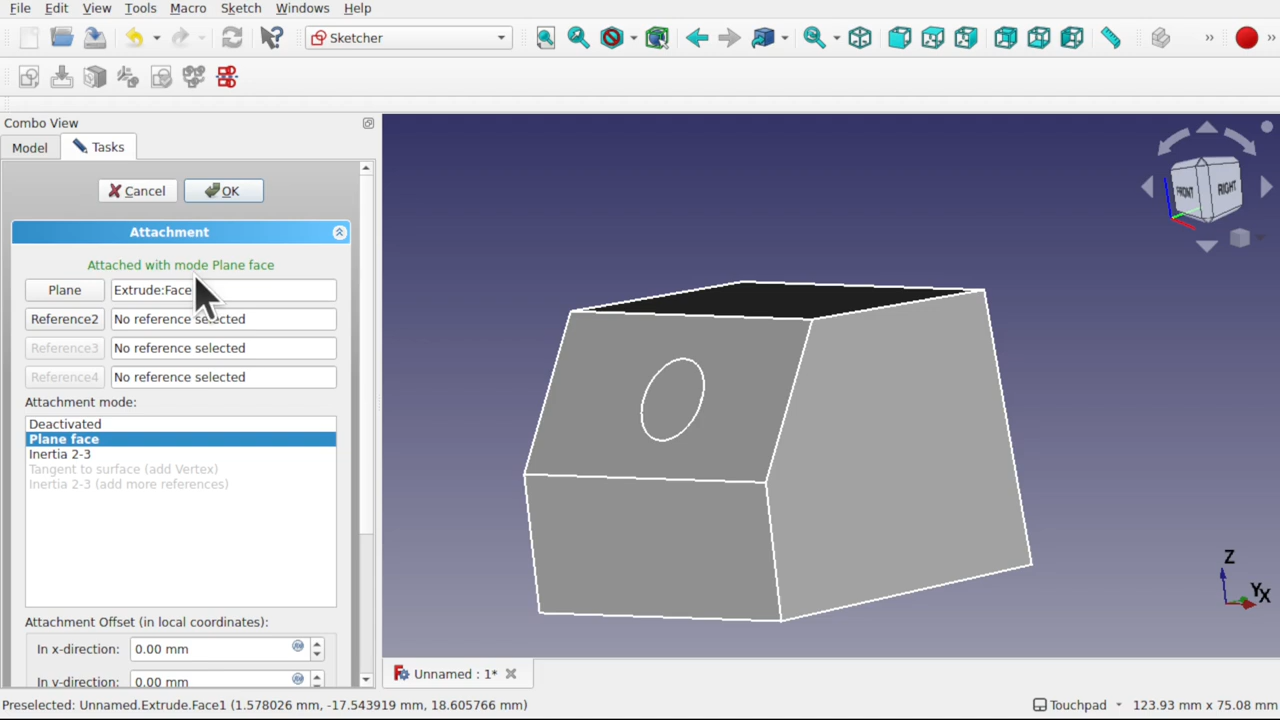 File Edit View Tools Macro Sketch Windows Help
Sketcher
Combo View
Model Tasks
Cancel OK
Attachment
Attached with mode Plane face
Plane Extrude:Face
Reference2 No reference selected
Reference3 No reference selected
Reference4 No reference selected
Attachment mode:
Deactivated
Plane face
Inertia 2-3
Tangent to surface (add Vertex)
Inertia 2-3 (add more references)
Attachment Offset (in local coordinates):
In x-direction: 0.00 mm
In y-direction: 0.00 mm
FRONT RIGHT
Z
Y X
Unnamed : 1*
Preselected: Unnamed.Extrude.Face1 (1.578026 mm, -17.543919 mm, 18.605766 mm) Touchpad 123.93 mm x 75.08 mm